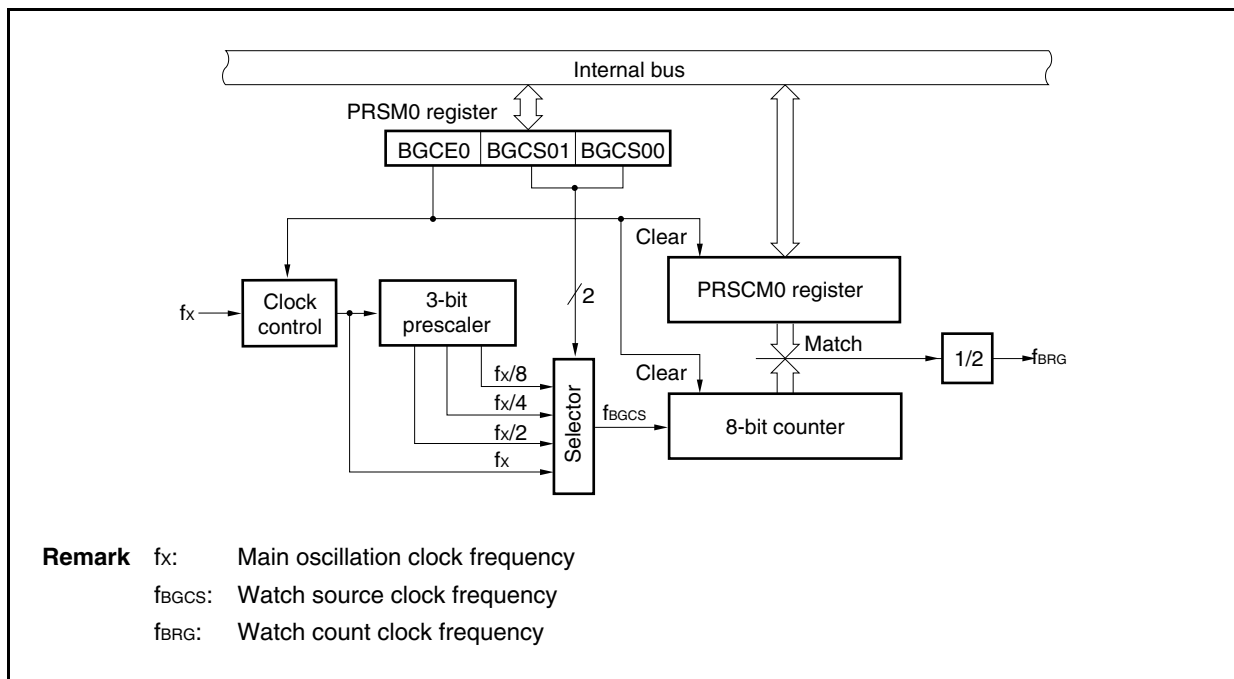 Internal bus
PRSM0 register
BGCE0 BGCS01 BGCS00
Clear
PRSCM0 register
2
fX
Clock
control
3-bit
prescaler
Match
1/2
fBRG
Clear
fX/8
fX/4
fX/2
fX
Selector
fBGCS
8-bit counter
Remark fX: Main oscillation clock frequency
fBGCS: Watch source clock frequency
fBRG: Watch count clock frequency